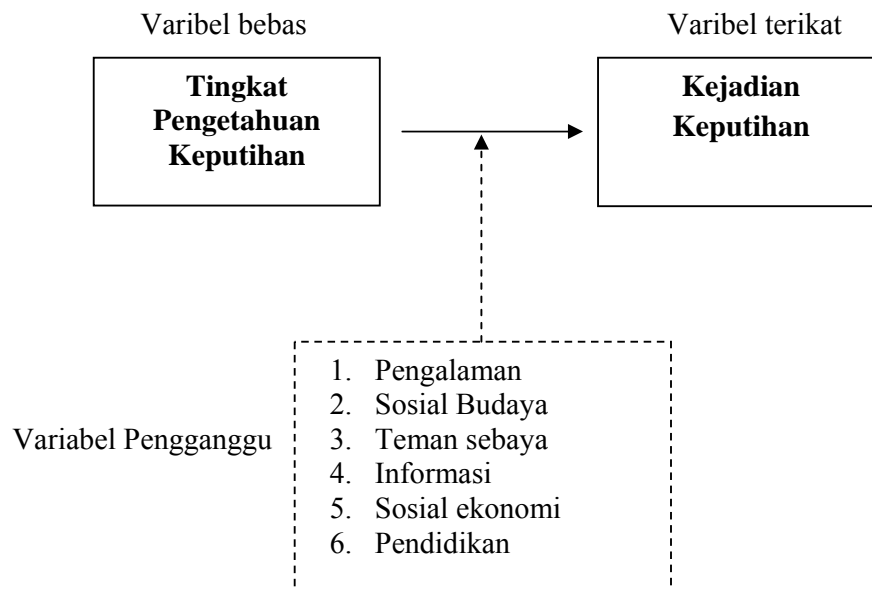 Varibel bebas
Varibel terikat
Tingkat
Pengetahuan
Keputihan
Kejadian
Keputihan
Variabel Pengganggu
1. Pengalaman
2. Sosial Budaya
3. Teman sebaya
4. Informasi
5. Sosial ekonomi
6. Pendidikan